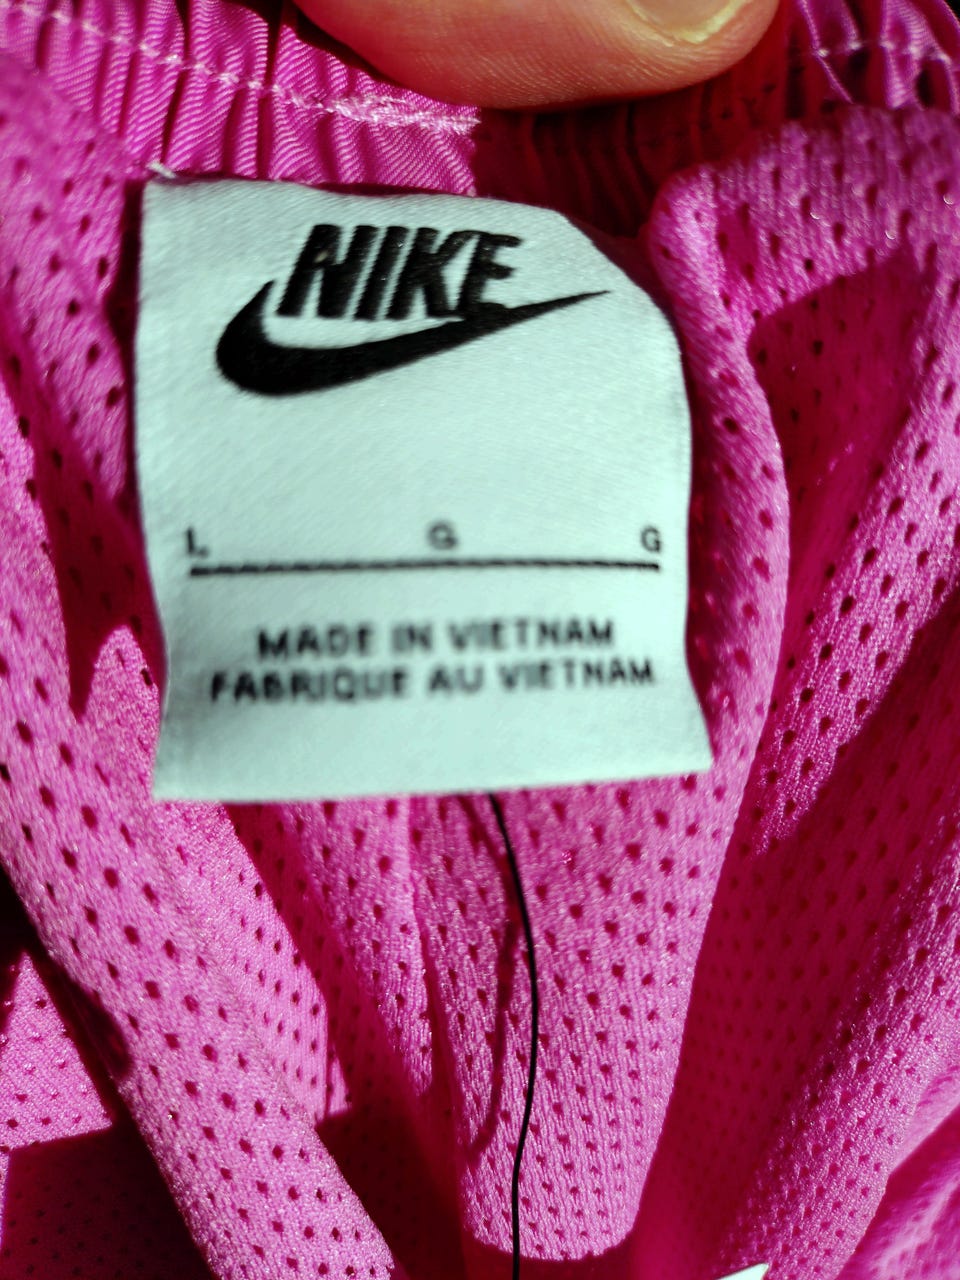 NIKE
L G G
MADE IN VIETNAM
FABRIQUE AU VIETNAM